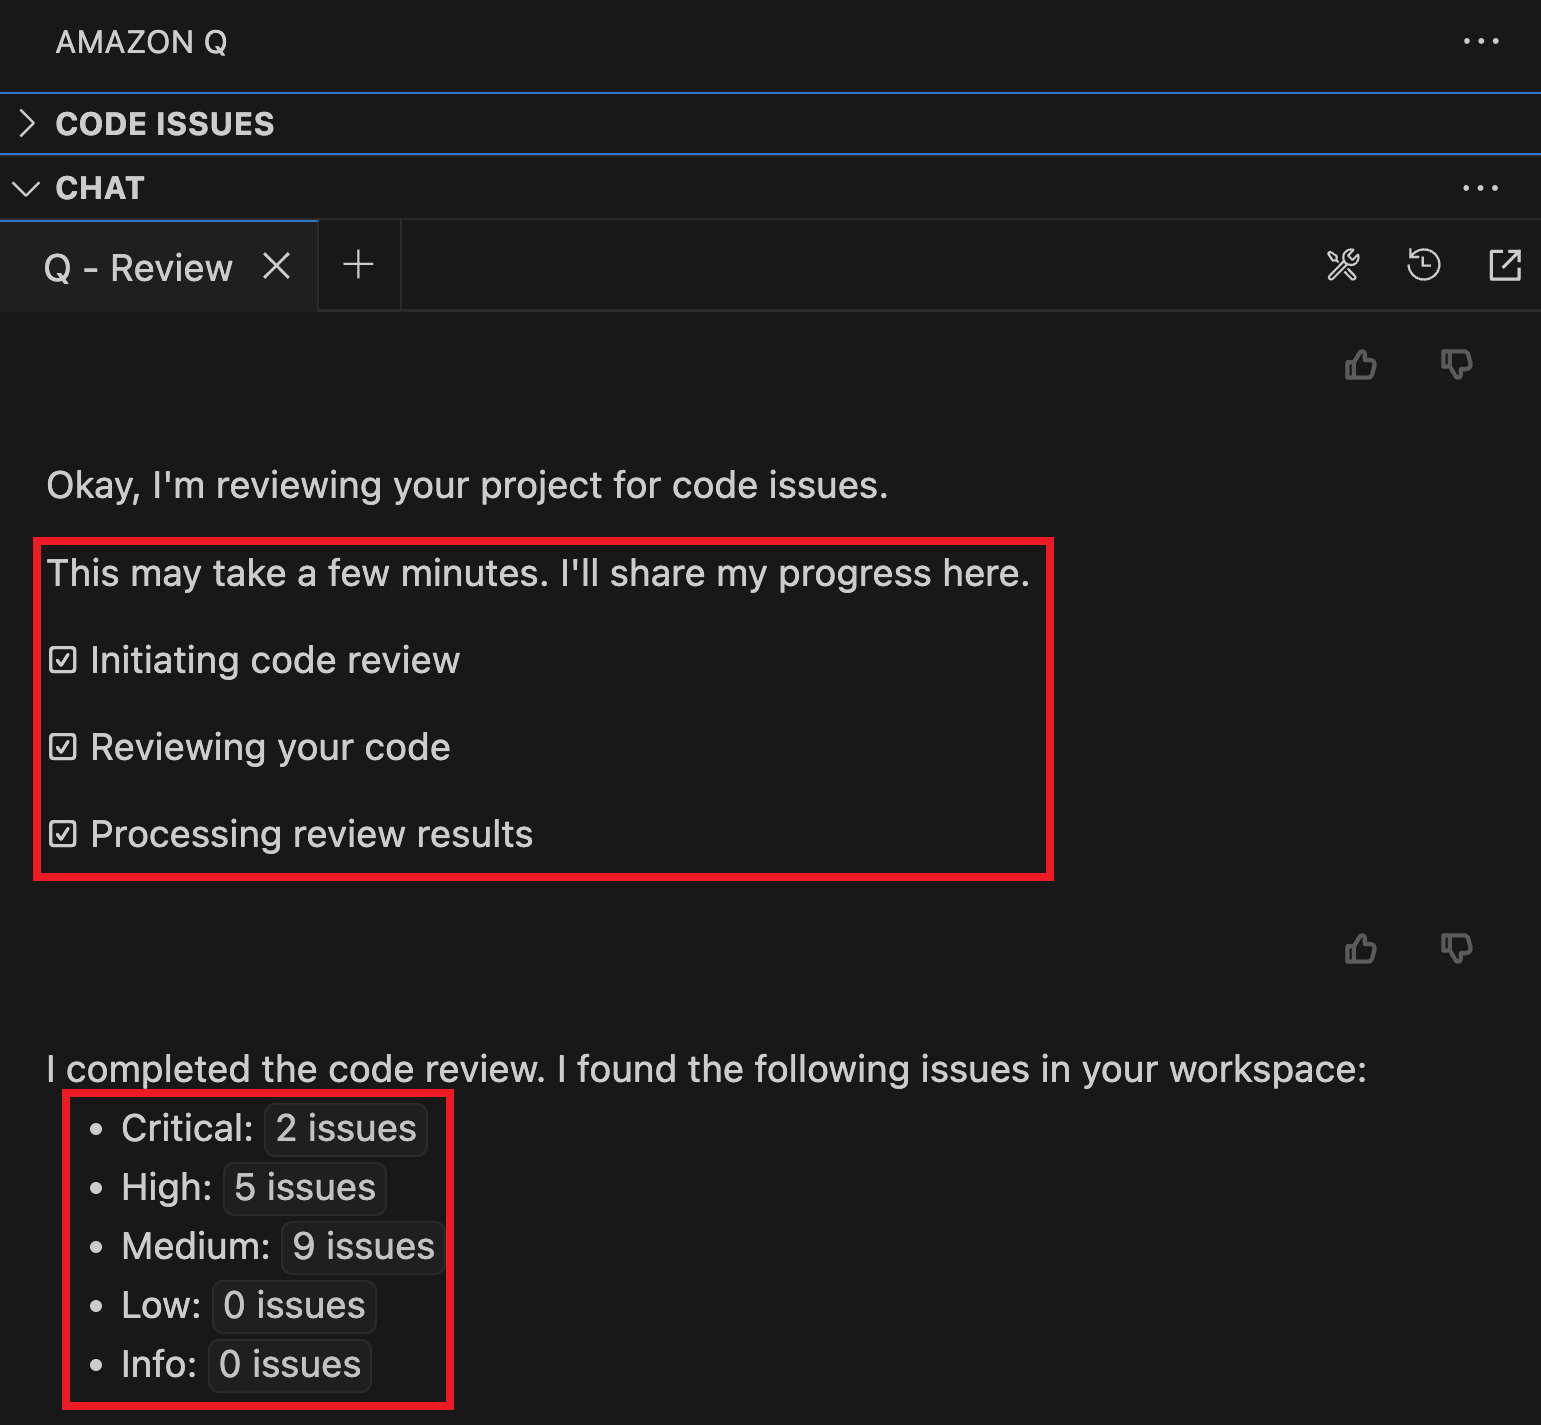 AMAZON Q
CODE ISSUES
CHAT
Q - Review
Okay, I'm reviewing your project for code issues.
This may take a few minutes. I'll share my progress here.
Initiating code review
Reviewing your code
Processing review results
I completed the code review. I found the following issues in your workspace:
• Critical: 2 issues
• High: 5 issues
• Medium: 9 issues
• Low: 0 issues
• Info: 0 issues